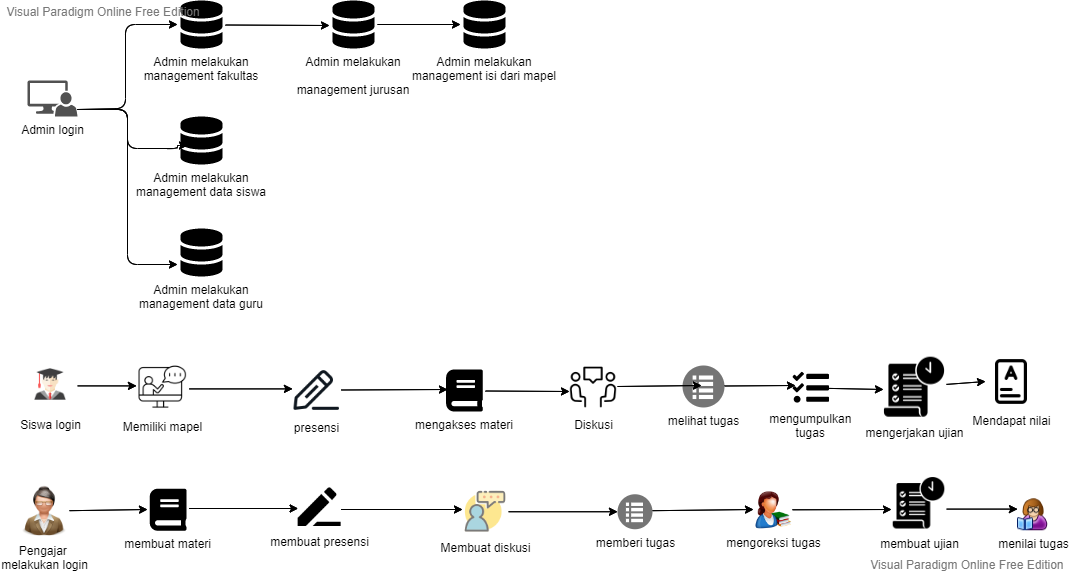 Visual Paradigm Online Free Edition
Admin melakukan
management fakultas
Admin melakukan
management jurusan
Admin melakukan
management isi dari mapel
Admin login
Admin melakukan
management data siswa
Admin melakukan
management data guru
Siswa login
Memiliki mapel
presensi
mengakses materi
Diskusi
melihat tugas
mengumpulkan
tugas
mengerjakan ujian
A
Mendapat nilai
Pengajar
melakukan login
membuat materi
membuat presensi
Membuat diskusi
memberi tugas
mengoreksi tugas
membuat ujian
menilai tugas
Visual Paradigm Online Free Edition